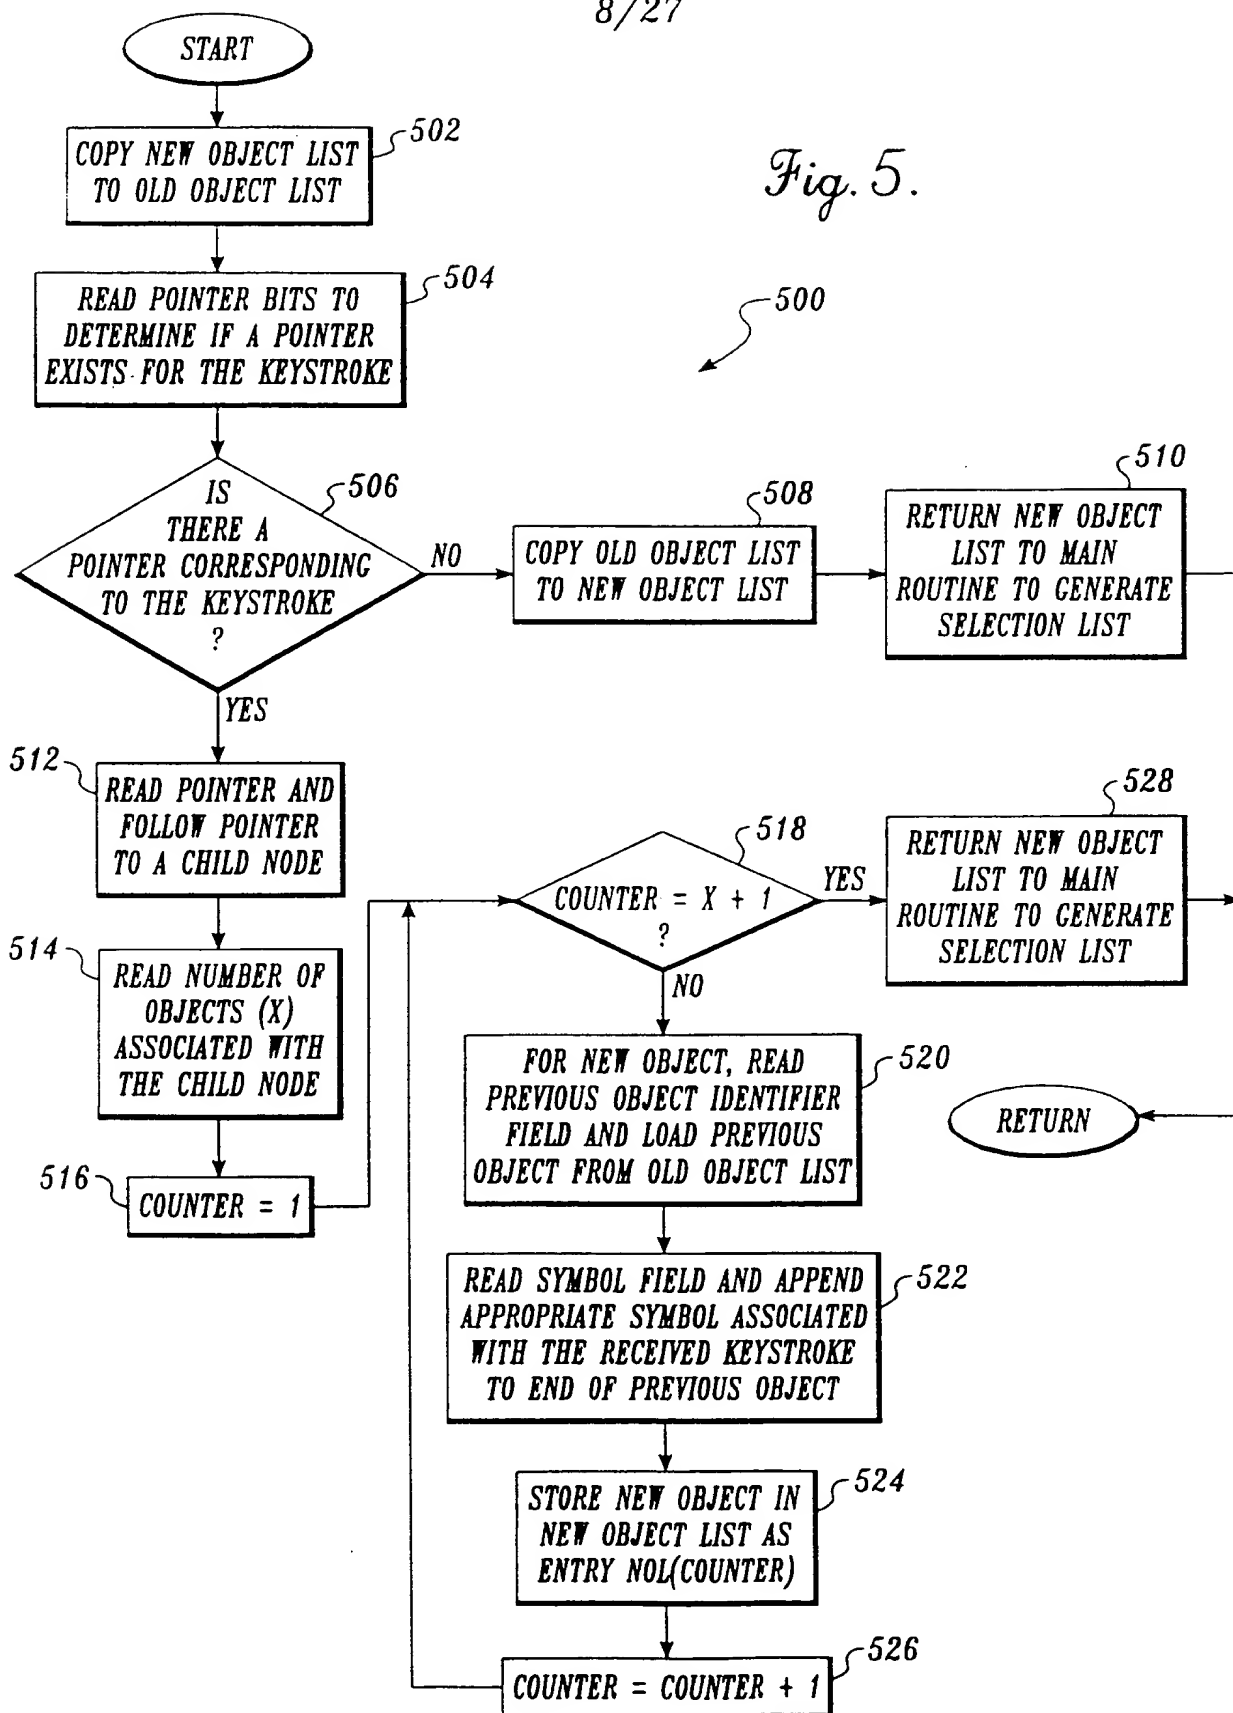 8/27
START
502
COPY NEW OBJECT LIST
TO OLD OBJECT LIST
Fig. 5.
504
READ POINTER BITS TO
DETERMINE IF A POINTER
EXISTS FOR THE KEYSTROKE
500
506
IS
THERE A
POINTER CORRESPONDING
TO THE KEYSTROKE
?
NO
508
COPY OLD OBJECT LIST
TO NEW OBJECT LIST
510
RETURN NEW OBJECT
LIST TO MAIN
ROUTINE TO GENERATE
SELECTION LIST
YES
512
READ POINTER AND
FOLLOW POINTER
TO A CHILD NODE
514
READ NUMBER OF
OBJECTS (X)
ASSOCIATED WITH
THE CHILD NODE
516
COUNTER = 1
518
COUNTER = X + 1
?
YES
528
RETURN NEW OBJECT
LIST TO MAIN
ROUTINE TO GENERATE
SELECTION LIST
NO
520
FOR NEW OBJECT, READ
PREVIOUS OBJECT IDENTIFIER
FIELD AND LOAD PREVIOUS
OBJECT FROM OLD OBJECT LIST
RETURN
522
READ SYMBOL FIELD AND APPEND
APPROPRIATE SYMBOL ASSOCIATED
WITH THE RECEIVED KEYSTROKE
TO END OF PREVIOUS OBJECT
524
STORE NEW OBJECT IN
NEW OBJECT LIST AS
ENTRY NOL(COUNTER)
526
COUNTER = COUNTER + 1